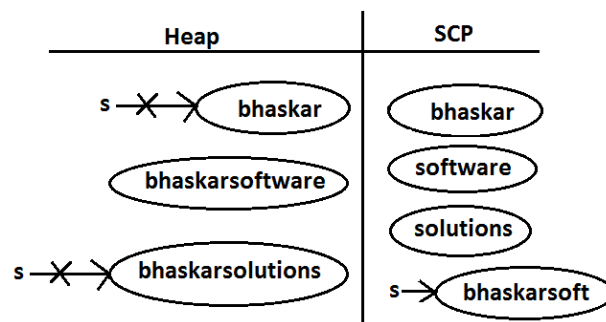 Heap SCP
s bhaskar bhaskar
bhaskarsoftware software
solutions
s bhaskarsolutions
s bhaskarsoft